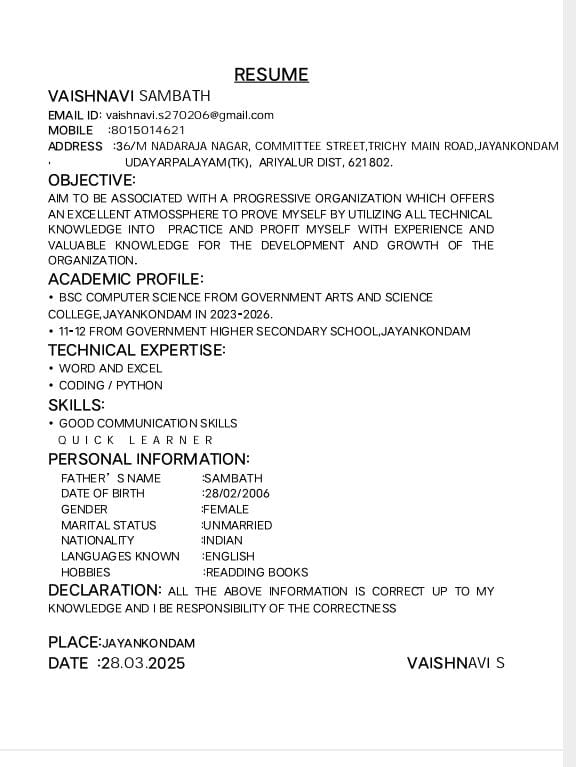 RESUME
VAISHNAVI SAMBATH
EMAIL ID: vaishnavi.s270206@gmail.com
MOBILE :8015014621
ADDRESS :36/M NADARAJA NAGAR, COMMITTEE STREET,TRICHY MAIN ROAD,JAYANKONDAM
. UDAYARPALAYAM(TK), ARIYALUR DIST, 621802.
OBJECTIVE:
AIM TO BE ASSOCIATED WITH A PROGRESSIVE ORGANIZATION WHICH OFFERS
AN EXCELLENT ATMOSSPHERE TO PROVE MYSELF BY UTILIZING ALL TECHNICAL
KNOWLEDGE INTO PRACTICE AND PROFIT MYSELF WITH EXPERIENCE AND
VALUABLE KNOWLEDGE FOR THE DEVELOPMENT AND GROWTH OF THE
ORGANIZATION.
ACADEMIC PROFILE:
• BSC COMPUTER SCIENCE FROM GOVERNMENT ARTS AND SCIENCE
COLLEGE,JAYANKONDAM IN 2023-2026.
• 11-12 FROM GOVERNMENT HIGHER SECONDARY SCHOOL,JAYANKONDAM
TECHNICAL EXPERTISE:
• WORD AND EXCEL
• CODING / PYTHON
SKILLS:
• GOOD COMMUNICATION SKILLS
QUICK LEARNER
PERSONAL INFORMATION:
FATHER'S NAME :SAMBATH
DATE OF BIRTH :28/02/2006
GENDER :FEMALE
MARITAL STATUS :UNMARRIED
NATIONALITY :INDIAN
LANGUAGES KNOWN :ENGLISH
HOBBIES :READDING BOOKS
DECLARATION: ALL THE ABOVE INFORMATION IS CORRECT UP TO MY
KNOWLEDGE AND I BE RESPONSIBILITY OF THE CORRECTNESS
PLACE:JAYANKONDAM
DATE :28.03.2025 VAISHNAVI S